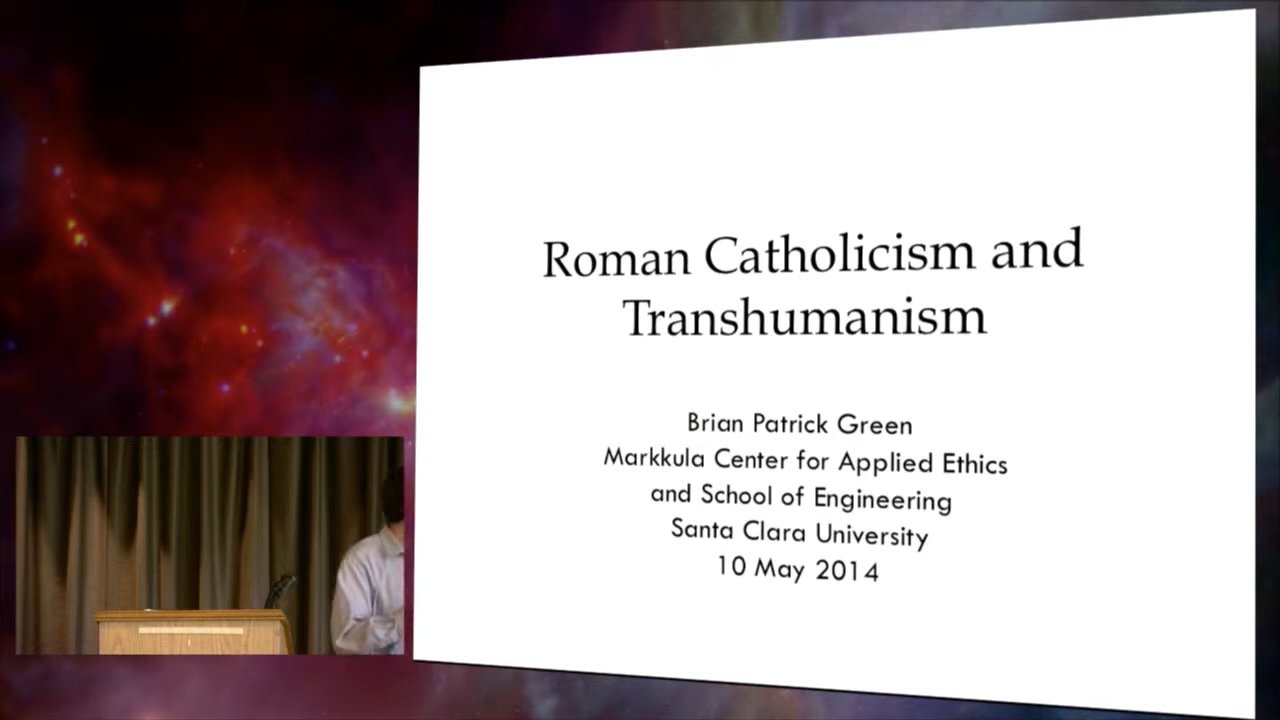 Roman Catholicism and
Transhumanism
Brian Patrick Green
Markkula Center for Applied Ethics
and School of Engineering
Santa Clara University
10 May 2014